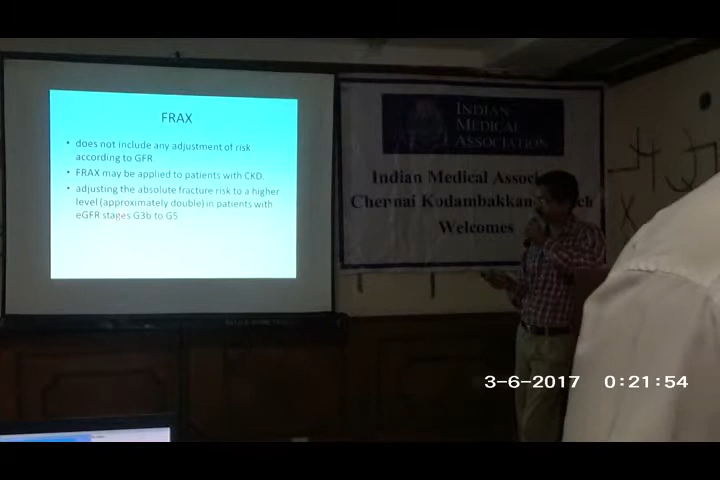 FRAX
• does not include any adjustment of risk
according to GFR.
• FRAX may be applied to patients with CKD.
• adjusting the absolute fracture risk to a higher
level (approximately double) in patients with
eGFR stages G3b to G5
INDIAN
MEDICAL
ASSOCIATION
Indian Medical
Chennai Kodambakkam
Welcomes
3-6-2017 0:21:54